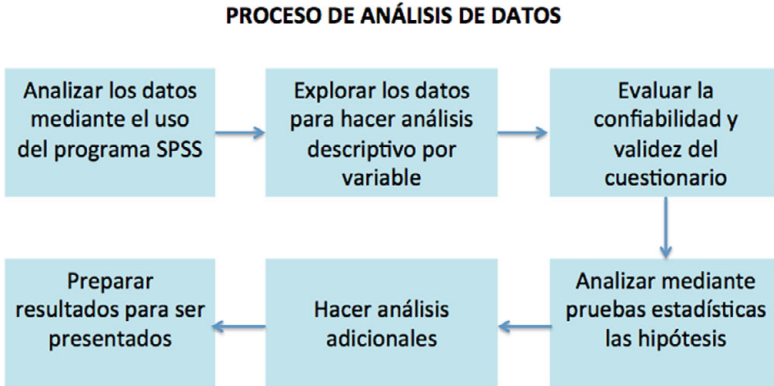 PROCESO DE ANÁLISIS DE DATOS
Analizar los datos
mediante el uso
del programa SPSS
Explorar los datos
para hacer análisis
descriptivo por
variable
Evaluar la
confiabilidad y
validez del
cuestionario
Analizar mediante
pruebas estadísticas
las hipótesis
Hacer análisis
adicionales
Preparar
resultados para ser
presentados